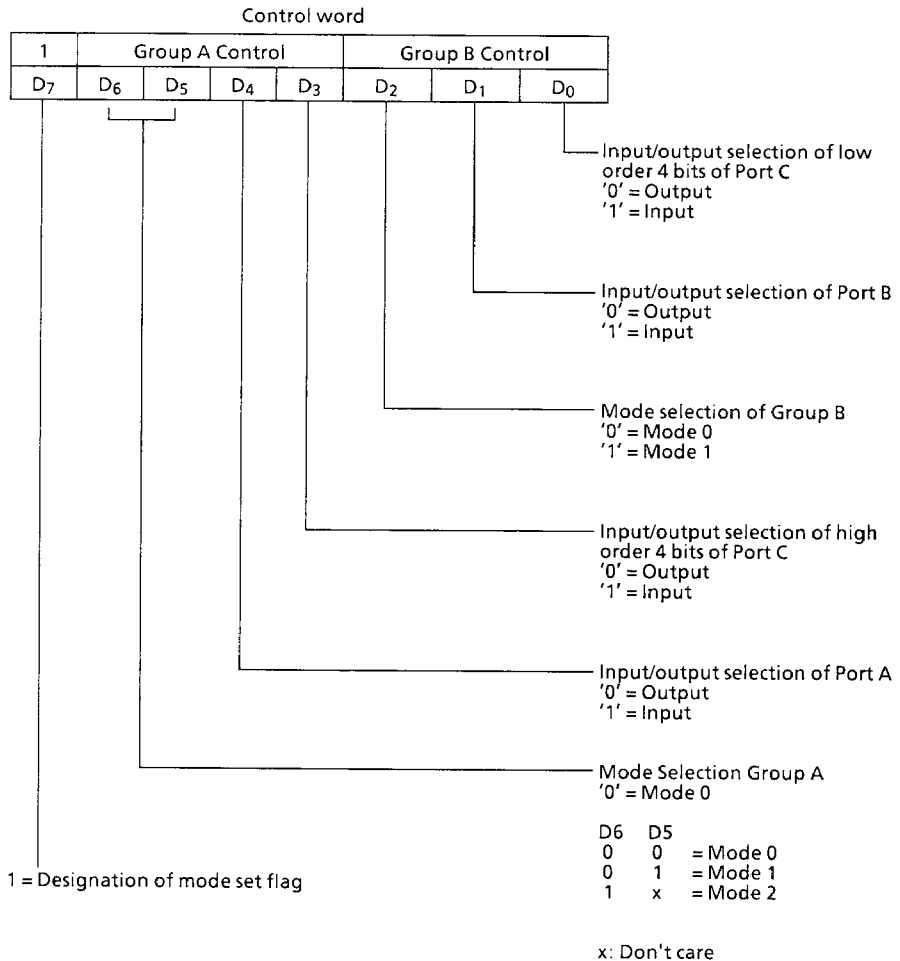 Control word
1 Group A Control Group B Control
D7 D6 D5 D4 D3 D2 D1 D0
Input/output selection of low
order 4 bits of Port C
'0' = Output
'1' = Input
Input/output selection of Port B
'0' = Output
'1' = Input
Mode selection of Group B
'0' = Mode 0
'1' = Mode 1
Input/output selection of high
order 4 bits of Port C
'0' = Output
'1' = Input
Input/output selection of Port A
'0' = Output
'1' = Input
Mode Selection Group A
'0' = Mode 0
D6 D5
0 0 = Mode 0
0 1 = Mode 1
1 x = Mode 2
1 = Designation of mode set flag
x: Don't care